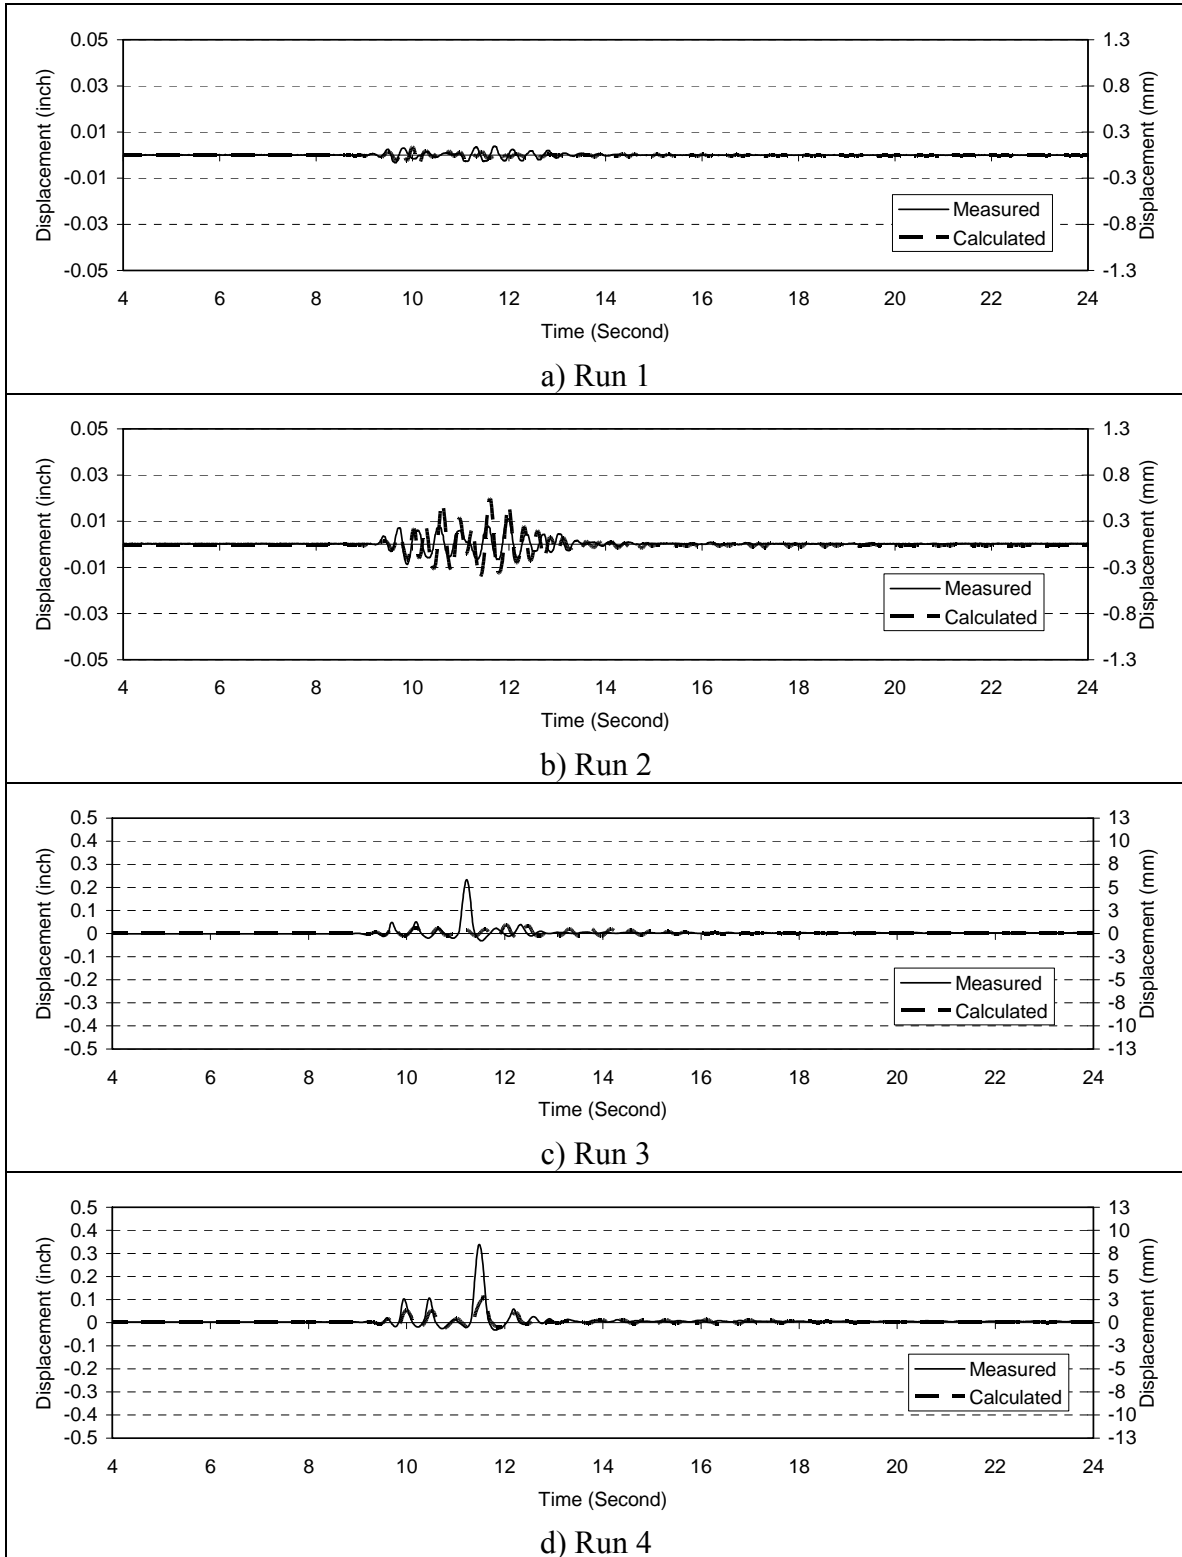 0.05
0.03
0.01
-0.01
-0.03
-0.05
Displacement (inch)
1.3
0.8
0.3
-0.3
-0.8
-1.3
Displacement (mm)
Measured
Calculated
4 6 8 10 12 14 16 18 20 22 24
Time (Second)
a) Run 1
0.05
0.03
0.01
-0.01
-0.03
-0.05
Displacement (inch)
1.3
0.8
0.3
-0.3
-0.8
-1.3
Displacement (mm)
Measured
Calculated
4 6 8 10 12 14 16 18 20 22 24
Time (Second)
b) Run 2
0.5
0.4
0.3
0.2
0.1
0
-0.1
-0.2
-0.3
-0.4
-0.5
Displacement (inch)
13
10
8
5
3
0
-3
-5
-8
-10
-13
Displacement (mm)
Measured
Calculated
4 6 8 10 12 14 16 18 20 22 24
Time (Second)
c) Run 3
0.5
0.4
0.3
0.2
0.1
0
-0.1
-0.2
-0.3
-0.4
-0.5
Displacement (inch)
13
10
8
5
3
0
-3
-5
-8
-10
-13
Displacement (mm)
Measured
Calculated
4 6 8 10 12 14 16 18 20 22 24
Time (Second)
d) Run 4